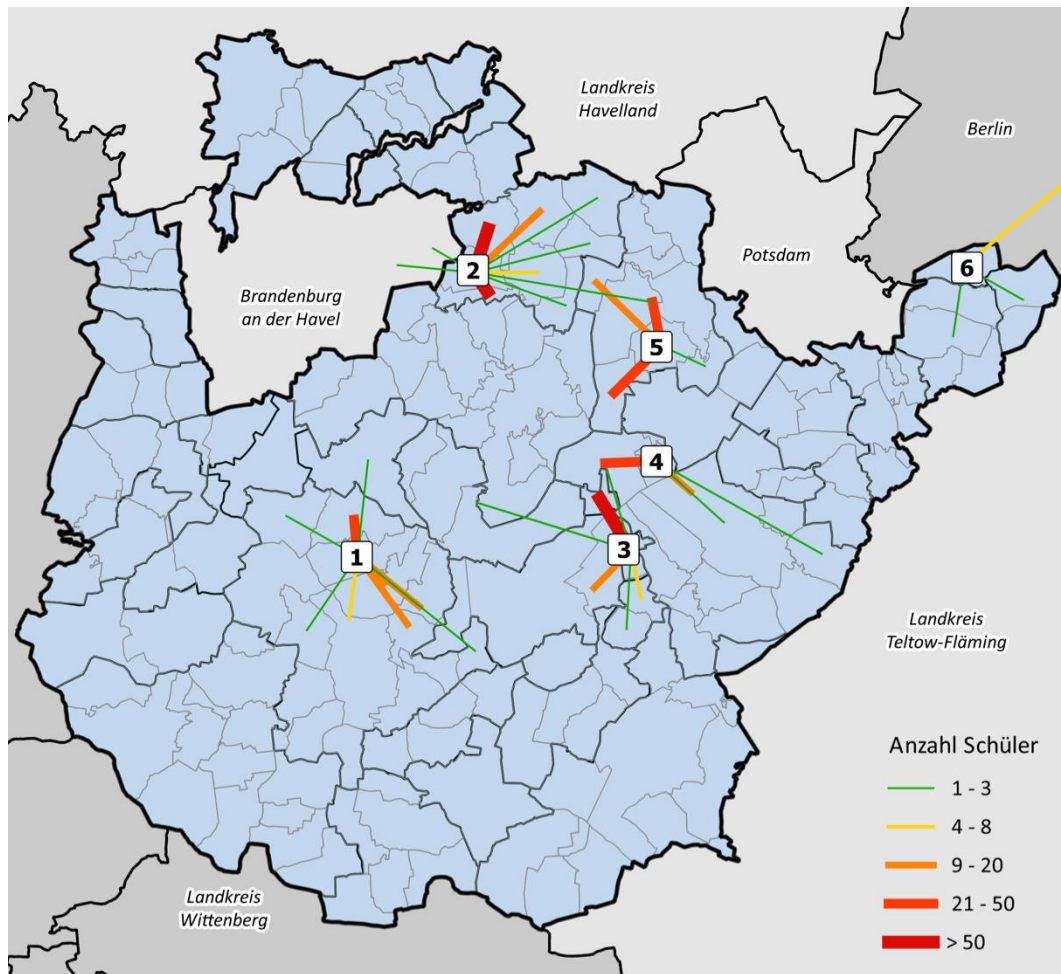 Landkreis
Havelland
Berlin
6
2
Potsdam
Brandenburg
an der Havel
5
4
3
1
Landkreis
Teltow-Fläming
Anzahl Schüler
1 - 3
4 - 8
9 - 20
21 - 50
> 50
Landkreis
Wittenberg